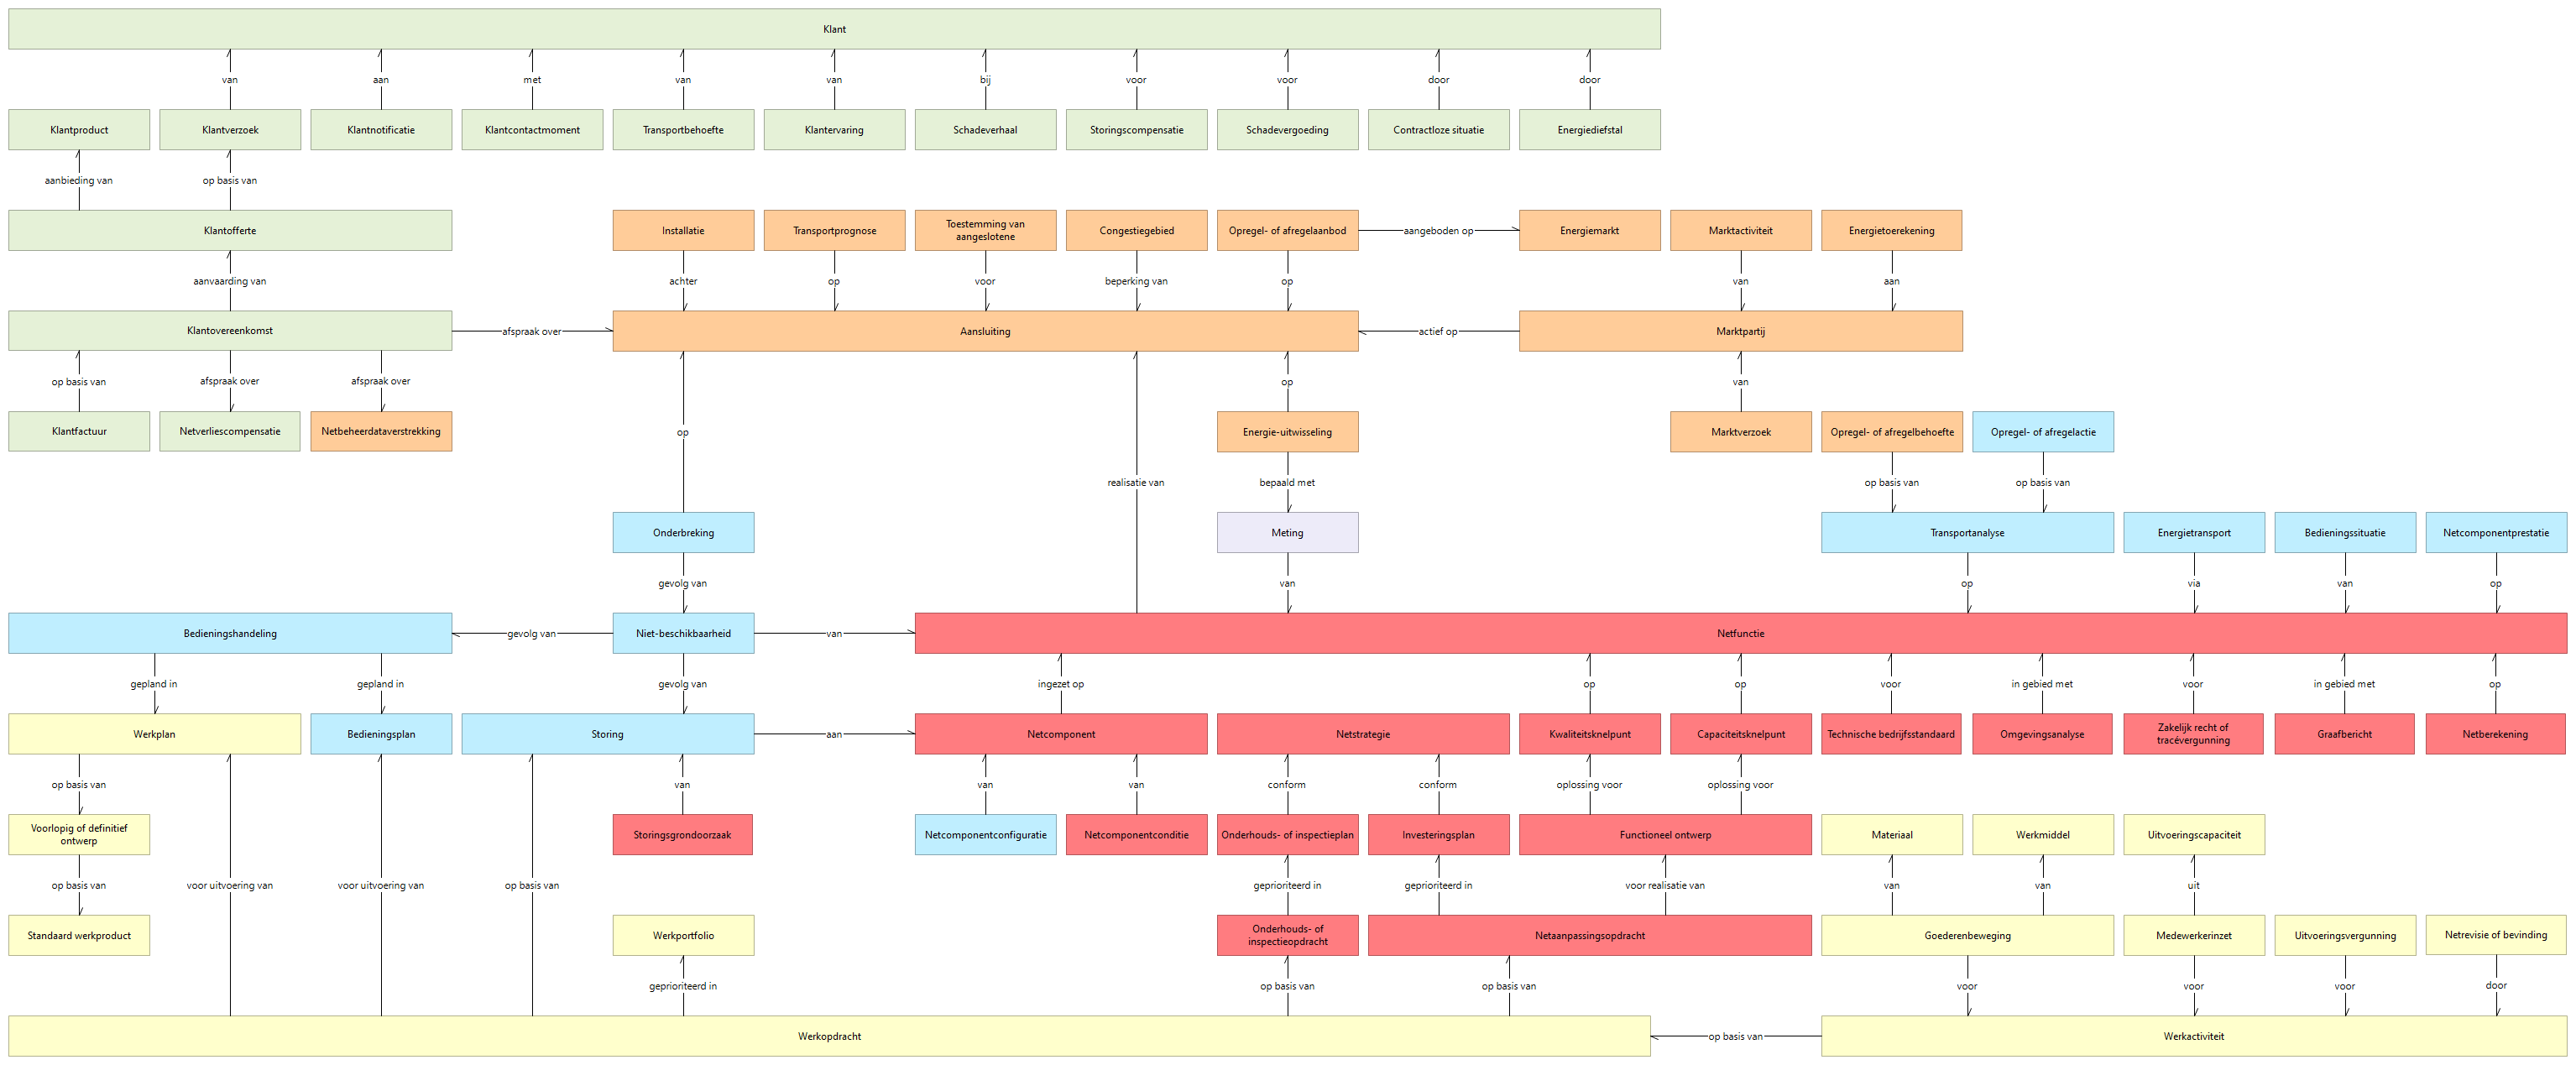 Klant
van
aan
met
van
van
bij
voor
voor
door
door
Klantproduct
Klantverzoek
Klantnotificatie
Klantcontactmoment
Transportbehoefte
Klantervaring
Schadeverhaal
Storingscompensatie
Schadevergoeding
Contractloze situatie
Energiediefstal
aanbieding van
op basis van
Klantofferte
Installatie
Transportprognose
Toestemming van
aangeslotene
Congestiegebied
Opregel- of afregelaanbod
aangeboden op
Energiemarkt
Marktactiviteit
Energietoerekening
aanvaarding van
achter
op
voor
beperking van
op
van
aan
Klantovereenkomst
afspraak over
Aansluiting
actief op
Marktpartij
op basis van
afspraak over
afspraak over
op
van
Klantfactuur
Netverliescompensatie
Netbeheerdataverstrekking
op
Energie-uitwisseling
Marktverzoek
Opregel- of afregelbehoefte
Opregel- of afregelactie
realisatie van
bepaald met
op basis van
op basis van
Onderbreking
Meting
Transportanalyse
Energietransport
Bedieningssituatie
Netcomponentprestatie
gevolg van
van
op
via
van
op
Bedieningshandeling
gevolg van
Niet-beschikbaarheid
van
Netfunctie
gepland in
gepland in
gevolg van
ingezet op
op
op
voor
in gebied met
voor
in gebied met
op
Werkplan
Bedieningsplan
Storing
aan
Netcomponent
Netstrategie
Kwaliteitsknelpunt
Capaciteitsknelpunt
Technische bedrijfsstandaard
Omgevingsanalyse
Zakelijk recht of
tracévergunning
Graafbericht
Netberekening
op basis van
van
van
van
conform
conform
oplossing voor
oplossing voor
Voorlopig of definitief
ontwerp
Storingsgrondoorzaak
Netcomponentconfiguratie
Netcomponentconditie
Onderhouds- of inspectieplan
Investeringsplan
Functioneel ontwerp
Materiaal
Werkmiddel
Uitvoeringscapaciteit
op basis van
voor uitvoering van
voor uitvoering van
op basis van
geprioriteerd in
geprioriteerd in
voor realisatie van
van
van
uit
Standaard werkproduct
Werkportfolio
Onderhouds- of
inspectieopdracht
Netaanpassingsopdracht
Goederenbeweging
Medewerkerinzet
Uitvoeringsvergunning
Netrevisie of bevinding
geprioriteerd in
op basis van
op basis van
voor
voor
voor
door
Werkopdracht
op basis van
Werkactiviteit